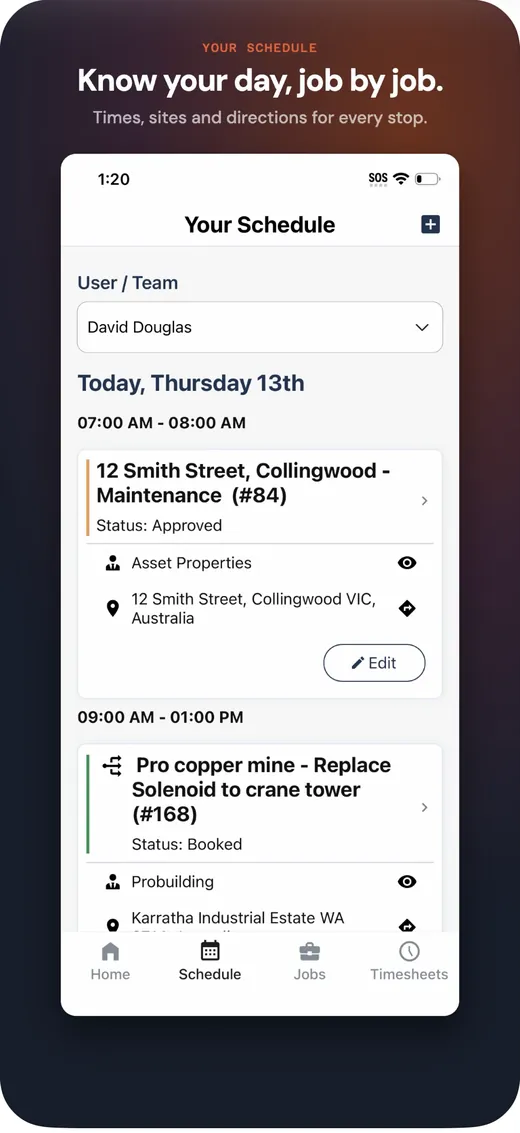 YOUR SCHEDULE
Know your day, job by job.
Times, sites and directions for every stop.
1:20
SOS
Your Schedule
User / Team
David Douglas
Today, Thursday 13th
07:00 AM - 08:00 AM
12 Smith Street, Collingwood -
Maintenance (#84)
Status: Approved
Asset Properties
12 Smith Street, Collingwood VIC,
Australia
Edit
09:00 AM - 01:00 PM
Pro copper mine - Replace
Solenoid to crane tower
(#168)
Status: Booked
Probuilding
Karratha Industrial Estate WA
Home
Schedule
Jobs
Timesheets